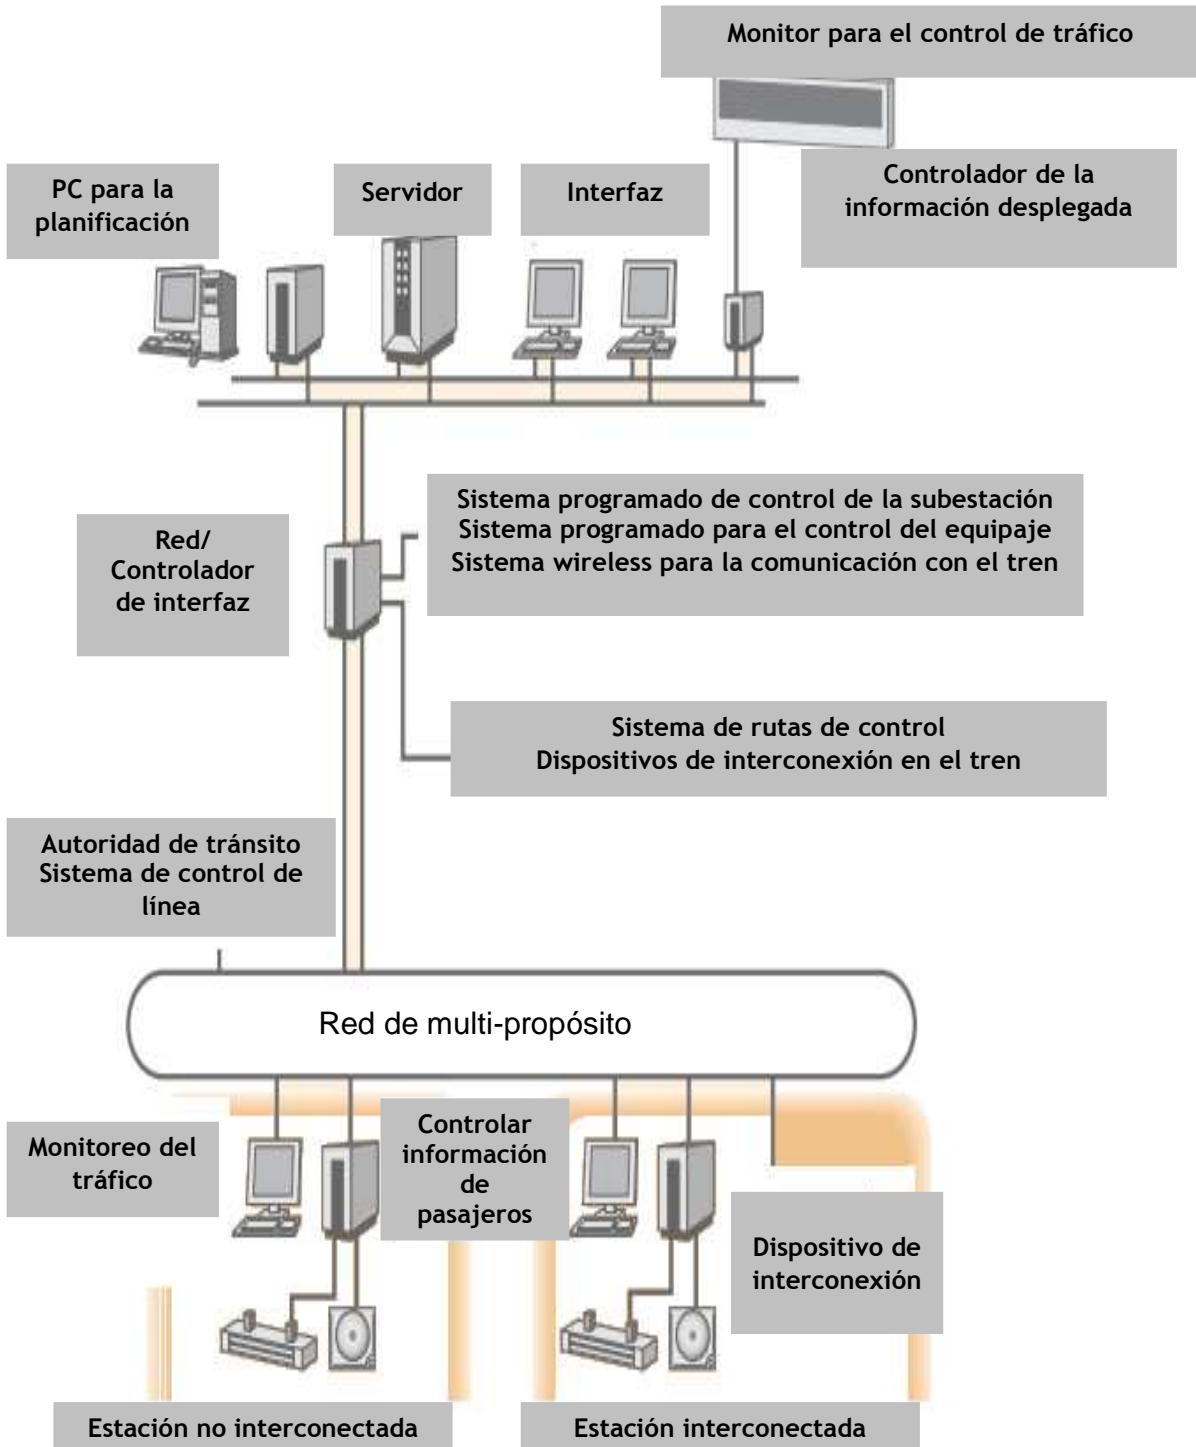 Monitor para el control de tráfico
Controlador de la
información desplegada
PC para la
planificación
Servidor
Interfaz
Sistema programado de control de la subestación
Sistema programado para el control del equipaje
Sistema wireless para la comunicación con el tren
Red/
Controlador
de interfaz
Sistema de rutas de control
Dispositivos de interconexión en el tren
Autoridad de tránsito
Sistema de control de
línea
Red de multi-propósito
Monitoreo del
tráfico
Controlar
información
de
pasajeros
Dispositivo de
interconexión
Estación no interconectada
Estación interconectada